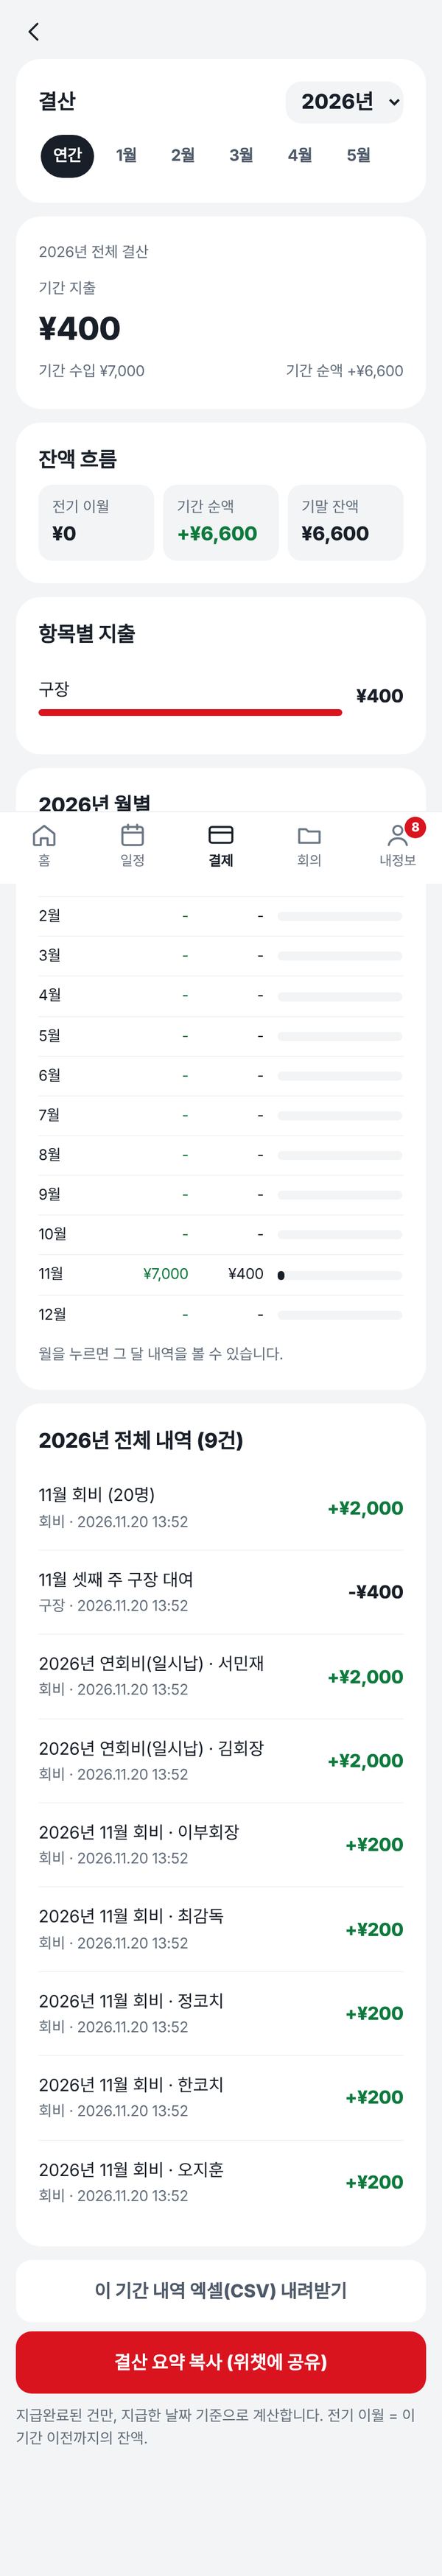 결산
2026년
연간 1월 2월 3월 4월 5월
2026년 전체 결산
기간 지출
¥400
기간 수입 ¥7,000 기간 순액 +¥6,600
잔액 흐름
전기 이월 기간 순액 기말 잔액
¥0 +¥6,600 ¥6,600
항목별 지출
구장 ¥400
2026년 월별
8
홈 일정 결제 회의 내정보
2월 - -
3월 - -
4월 - -
5월 - -
6월 - -
7월 - -
8월 - -
9월 - -
10월 - -
11월 ¥7,000 ¥400
12월 - -
월을 누르면 그 달 내역을 볼 수 있습니다.
2026년 전체 내역 (9건)
11월 회비 (20명)
회비 · 2026.11.20 13:52
+¥2,000
11월 셋째 주 구장 대여
구장 · 2026.11.20 13:52
-¥400
2026년 연회비(일시납) · 서민재
회비 · 2026.11.20 13:52
+¥2,000
2026년 연회비(일시납) · 김회장
회비 · 2026.11.20 13:52
+¥2,000
2026년 11월 회비 · 이부회장
회비 · 2026.11.20 13:52
+¥200
2026년 11월 회비 · 최감독
회비 · 2026.11.20 13:52
+¥200
2026년 11월 회비 · 정코치
회비 · 2026.11.20 13:52
+¥200
2026년 11월 회비 · 한코치
회비 · 2026.11.20 13:52
+¥200
2026년 11월 회비 · 오지훈
회비 · 2026.11.20 13:52
+¥200
이 기간 내역 엑셀(CSV) 내려받기
결산 요약 복사 (위챗에 공유)
지급완료된 건만, 지급한 날짜 기준으로 계산합니다. 전기 이월 = 이
기간 이전까지의 잔액.